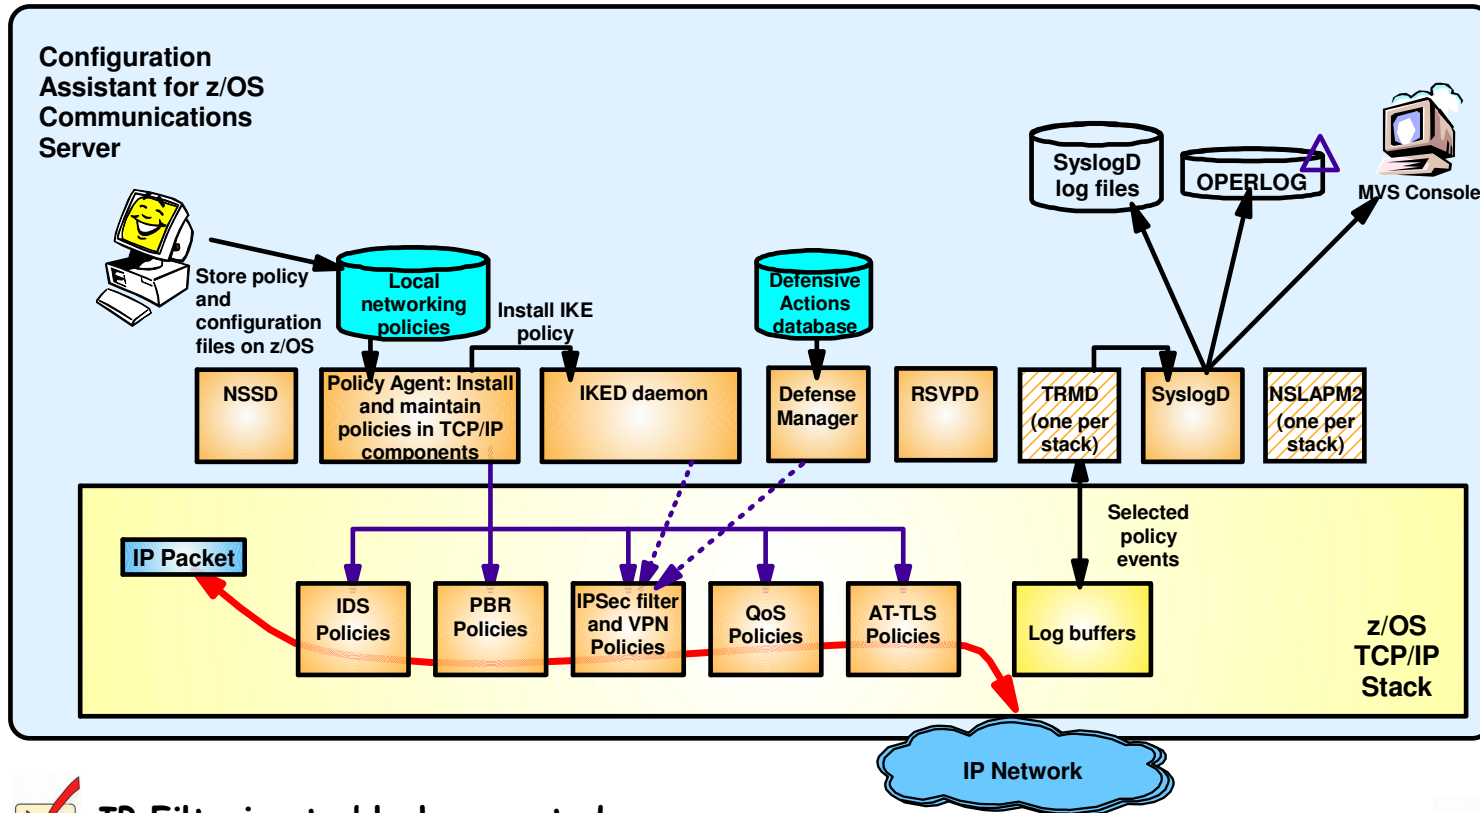 Configuration
Assistant for z/OS
Communications
Server
SyslogD
log files
OPERLOG
MVS Console
Store policy
and
configuration
files on z/OS
Local
networking
policies
Install IKE
policy
Defensive
Actions
database
NSSD
Policy Agent: Install
and maintain
policies in TCP/IP
components
IKED daemon
Defense
Manager
RSVPD
TRMD
(one per
stack)
SyslogD
NSLAPM2
(one per
stack)
Selected
policy
events
IP Packet
IDS
Policies
PBR
Policies
IPSec filter
and VPN
Policies
QoS
Policies
AT-TLS
Policies
Log buffers
z/OS
TCP/IP
Stack
IP Network
IP Filtering to block